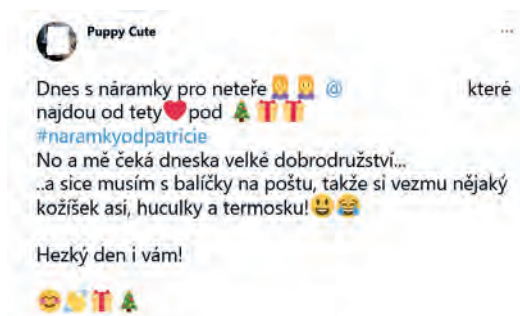 Puppy Cute
Dnes s náramky pro neteře👩‍🦰👩‍🦰 @ které
najdou od tety❤️pod 🎄🎁🎁
#naramkyodpatricie
No a mě čeká dneska velké dobrodružství...
..a sice musím s balíčky na poštu, takže si vezmu nějaký
kožíšek asi, huculky a termosku!😃😂
Hezký den i vám!
😊👏🎁🎄